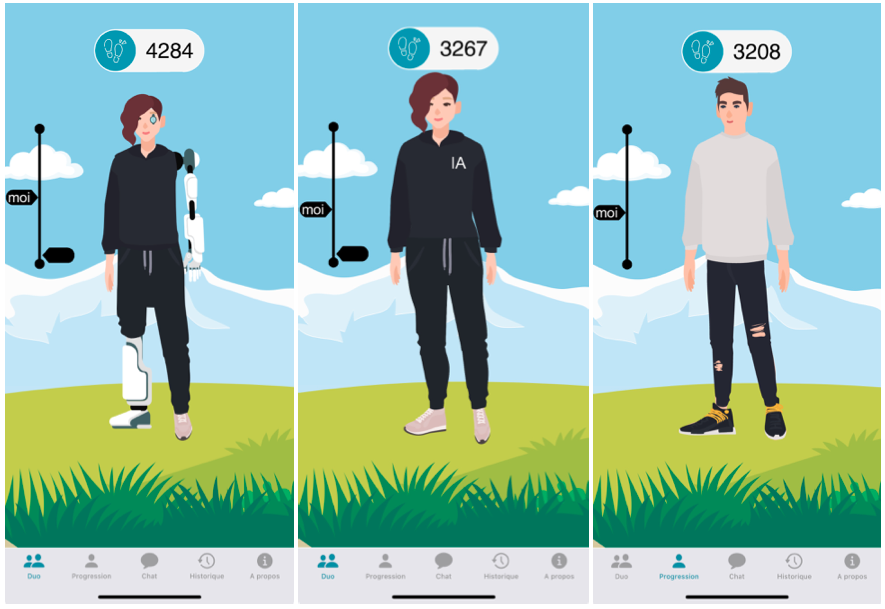 4284
moi
Duo
Progression
Chat
Historique
A propos
3267
IA
moi
Duo
Progression
Chat
Historique
A propos
3208
moi
Duo
Progression
Chat
Historique
A propos